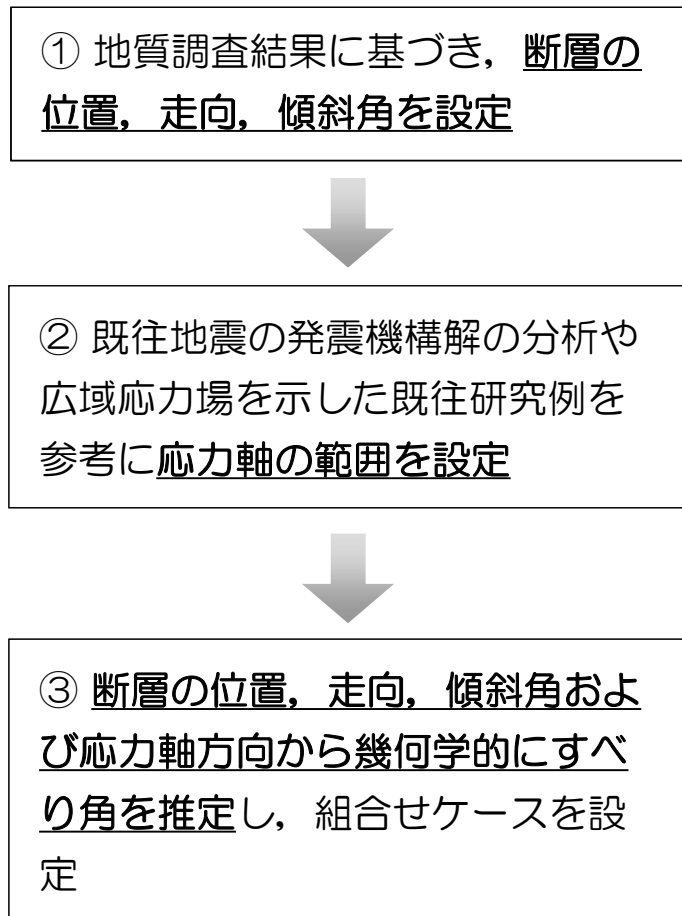 ① 地質調査結果に基づき，断層の
位置，走向，傾斜角を設定
② 既往地震の発震機構解の分析や
広域応力場を示した既往研究例を
参考に応力軸の範囲を設定
③ 断層の位置，走向，傾斜角およ
び応力軸方向から幾何学的にすべ
り角を推定し，組合せケースを設
定